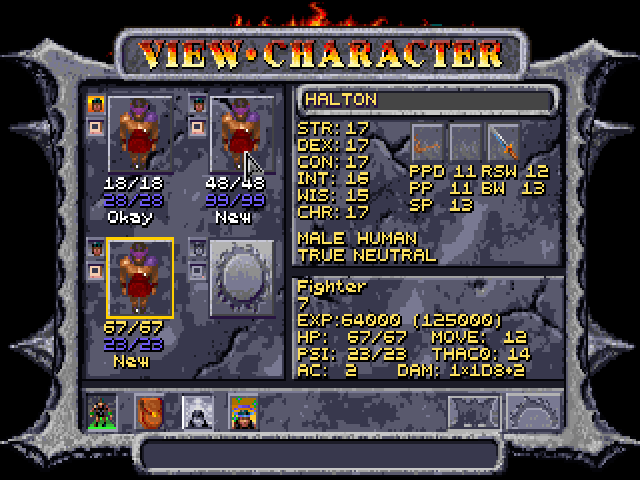 VIEW•CHARACTER
18/18
28/28
Okay
48/48
99/99
New
67/67
23/23
New
HALTON
STR: 17
DEX: 17
CON: 17
INT: 16
WIS: 15
CHR: 17
PPD 11 RSW 12
PP 11 BW 13
SP 13
MALE HUMAN
TRUE NEUTRAL
Fighter
7
EXP:64000 (125000)
HP: 67/67 MOVE: 12
PSI: 23/23 THAC0: 14
AC: 2 DAM: 1x1D8+2